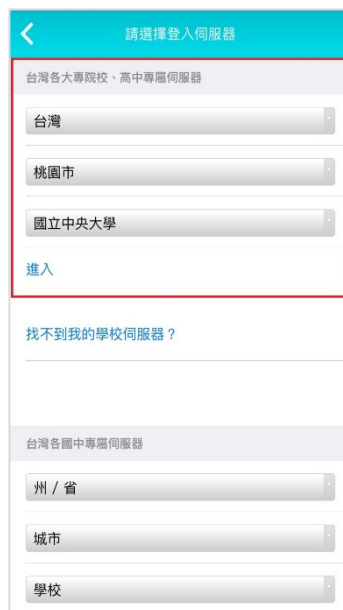 請選擇登入伺服器
台灣各大專院校、高中專屬伺服器
台灣
桃園市
國立中央大學
進入
找不到我的學校伺服器？
台灣各國中專屬伺服器
州 / 省
城市
學校